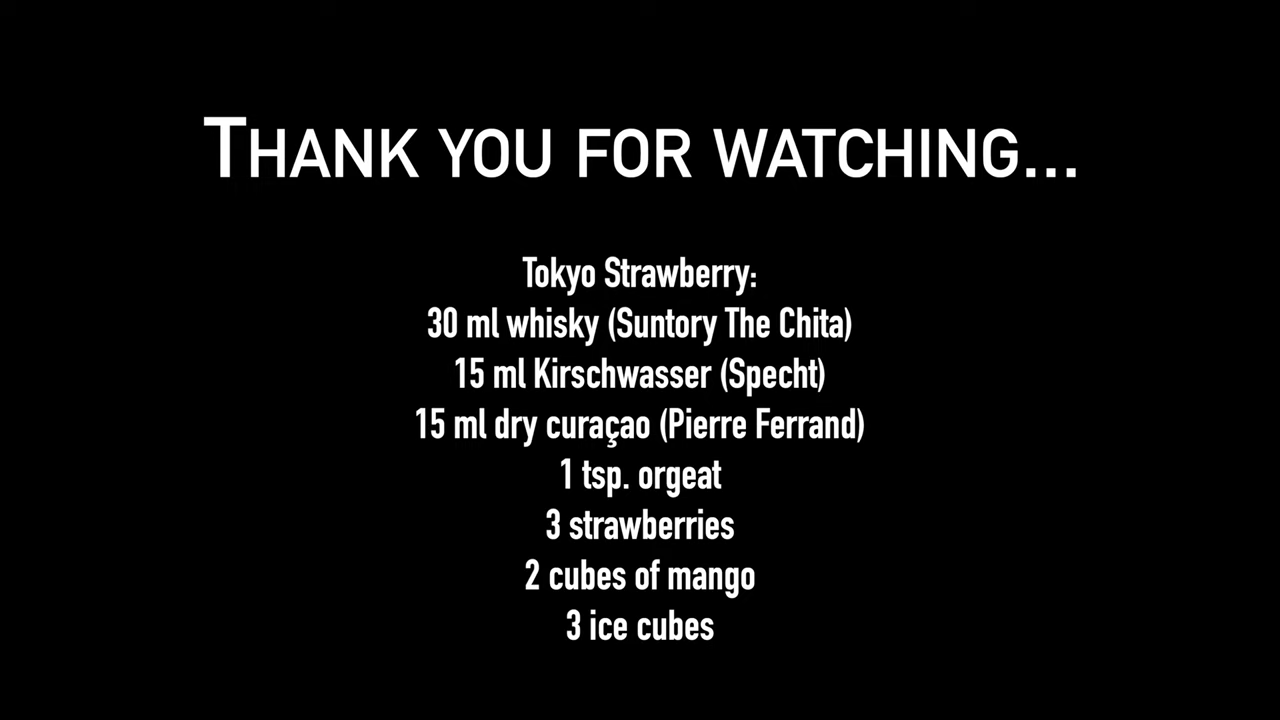 THANK YOU FOR WATCHING...
Tokyo Strawberry:
30 ml whisky (Suntory The Chita)
15 ml Kirschwasser (Specht)
15 ml dry curaçao (Pierre Ferrand)
1 tsp. orgeat
3 strawberries
2 cubes of mango
3 ice cubes